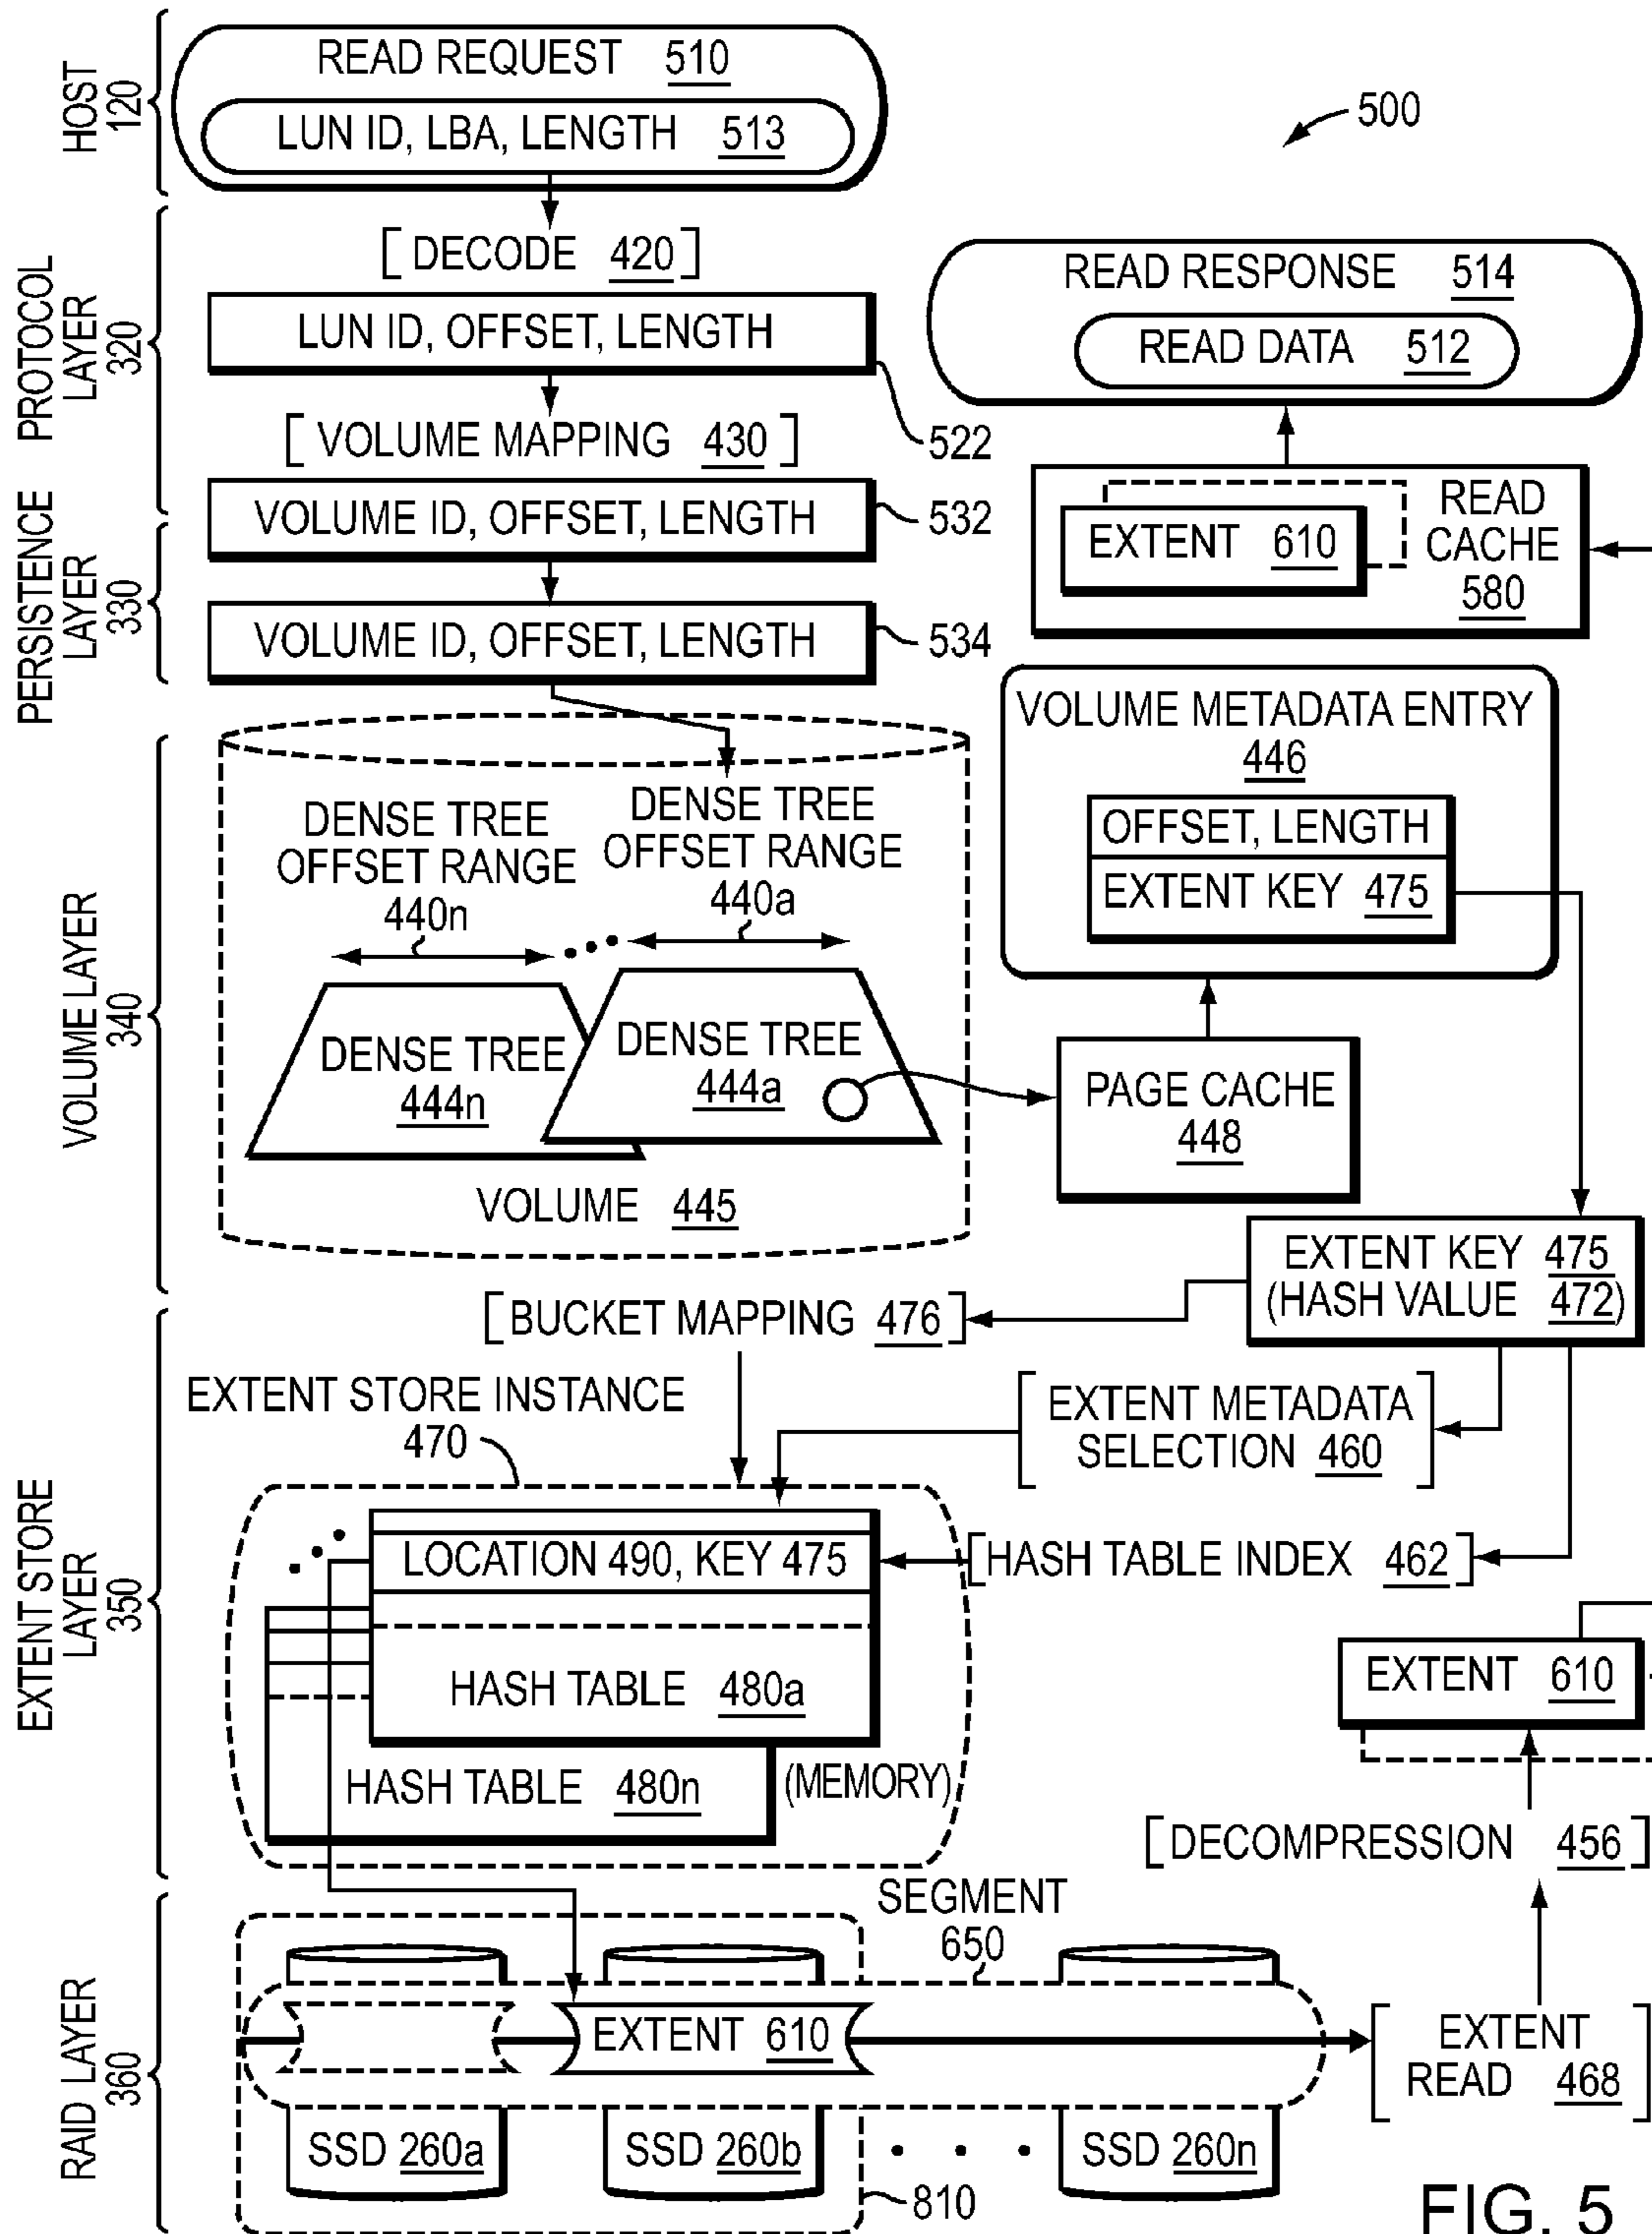 HOST
120
READ REQUEST 510
LUN ID, LBA, LENGTH 513
500
PROTOCOL
LAYER
320
[DECODE 420]
LUN ID, OFFSET, LENGTH
522
[VOLUME MAPPING 430]
VOLUME ID, OFFSET, LENGTH
532
READ RESPONSE 514
READ DATA 512
EXTENT 610
READ
CACHE
580
PERSISTENCE
LAYER
330
VOLUME ID, OFFSET, LENGTH
534
VOLUME LAYER
340
DENSE TREE
OFFSET RANGE
440n
DENSE TREE
OFFSET RANGE
440a
DENSE TREE
444n
DENSE TREE
444a
VOLUME 445
VOLUME METADATA ENTRY
446
OFFSET, LENGTH
EXTENT KEY 475
PAGE CACHE
448
EXTENT KEY 475
(HASH VALUE 472)
EXTENT STORE
LAYER
350
[BUCKET MAPPING 476]
EXTENT STORE INSTANCE
470
[EXTENT METADATA
SELECTION 460]
LOCATION 490, KEY 475
[HASH TABLE INDEX 462]
HASH TABLE 480a
HASH TABLE 480n
(MEMORY)
EXTENT 610
[DECOMPRESSION 456]
RAID LAYER
360
SEGMENT
650
EXTENT 610
[EXTENT
READ 468]
SSD 260a
SSD 260b
. . .
SSD 260n
810
FIG. 5